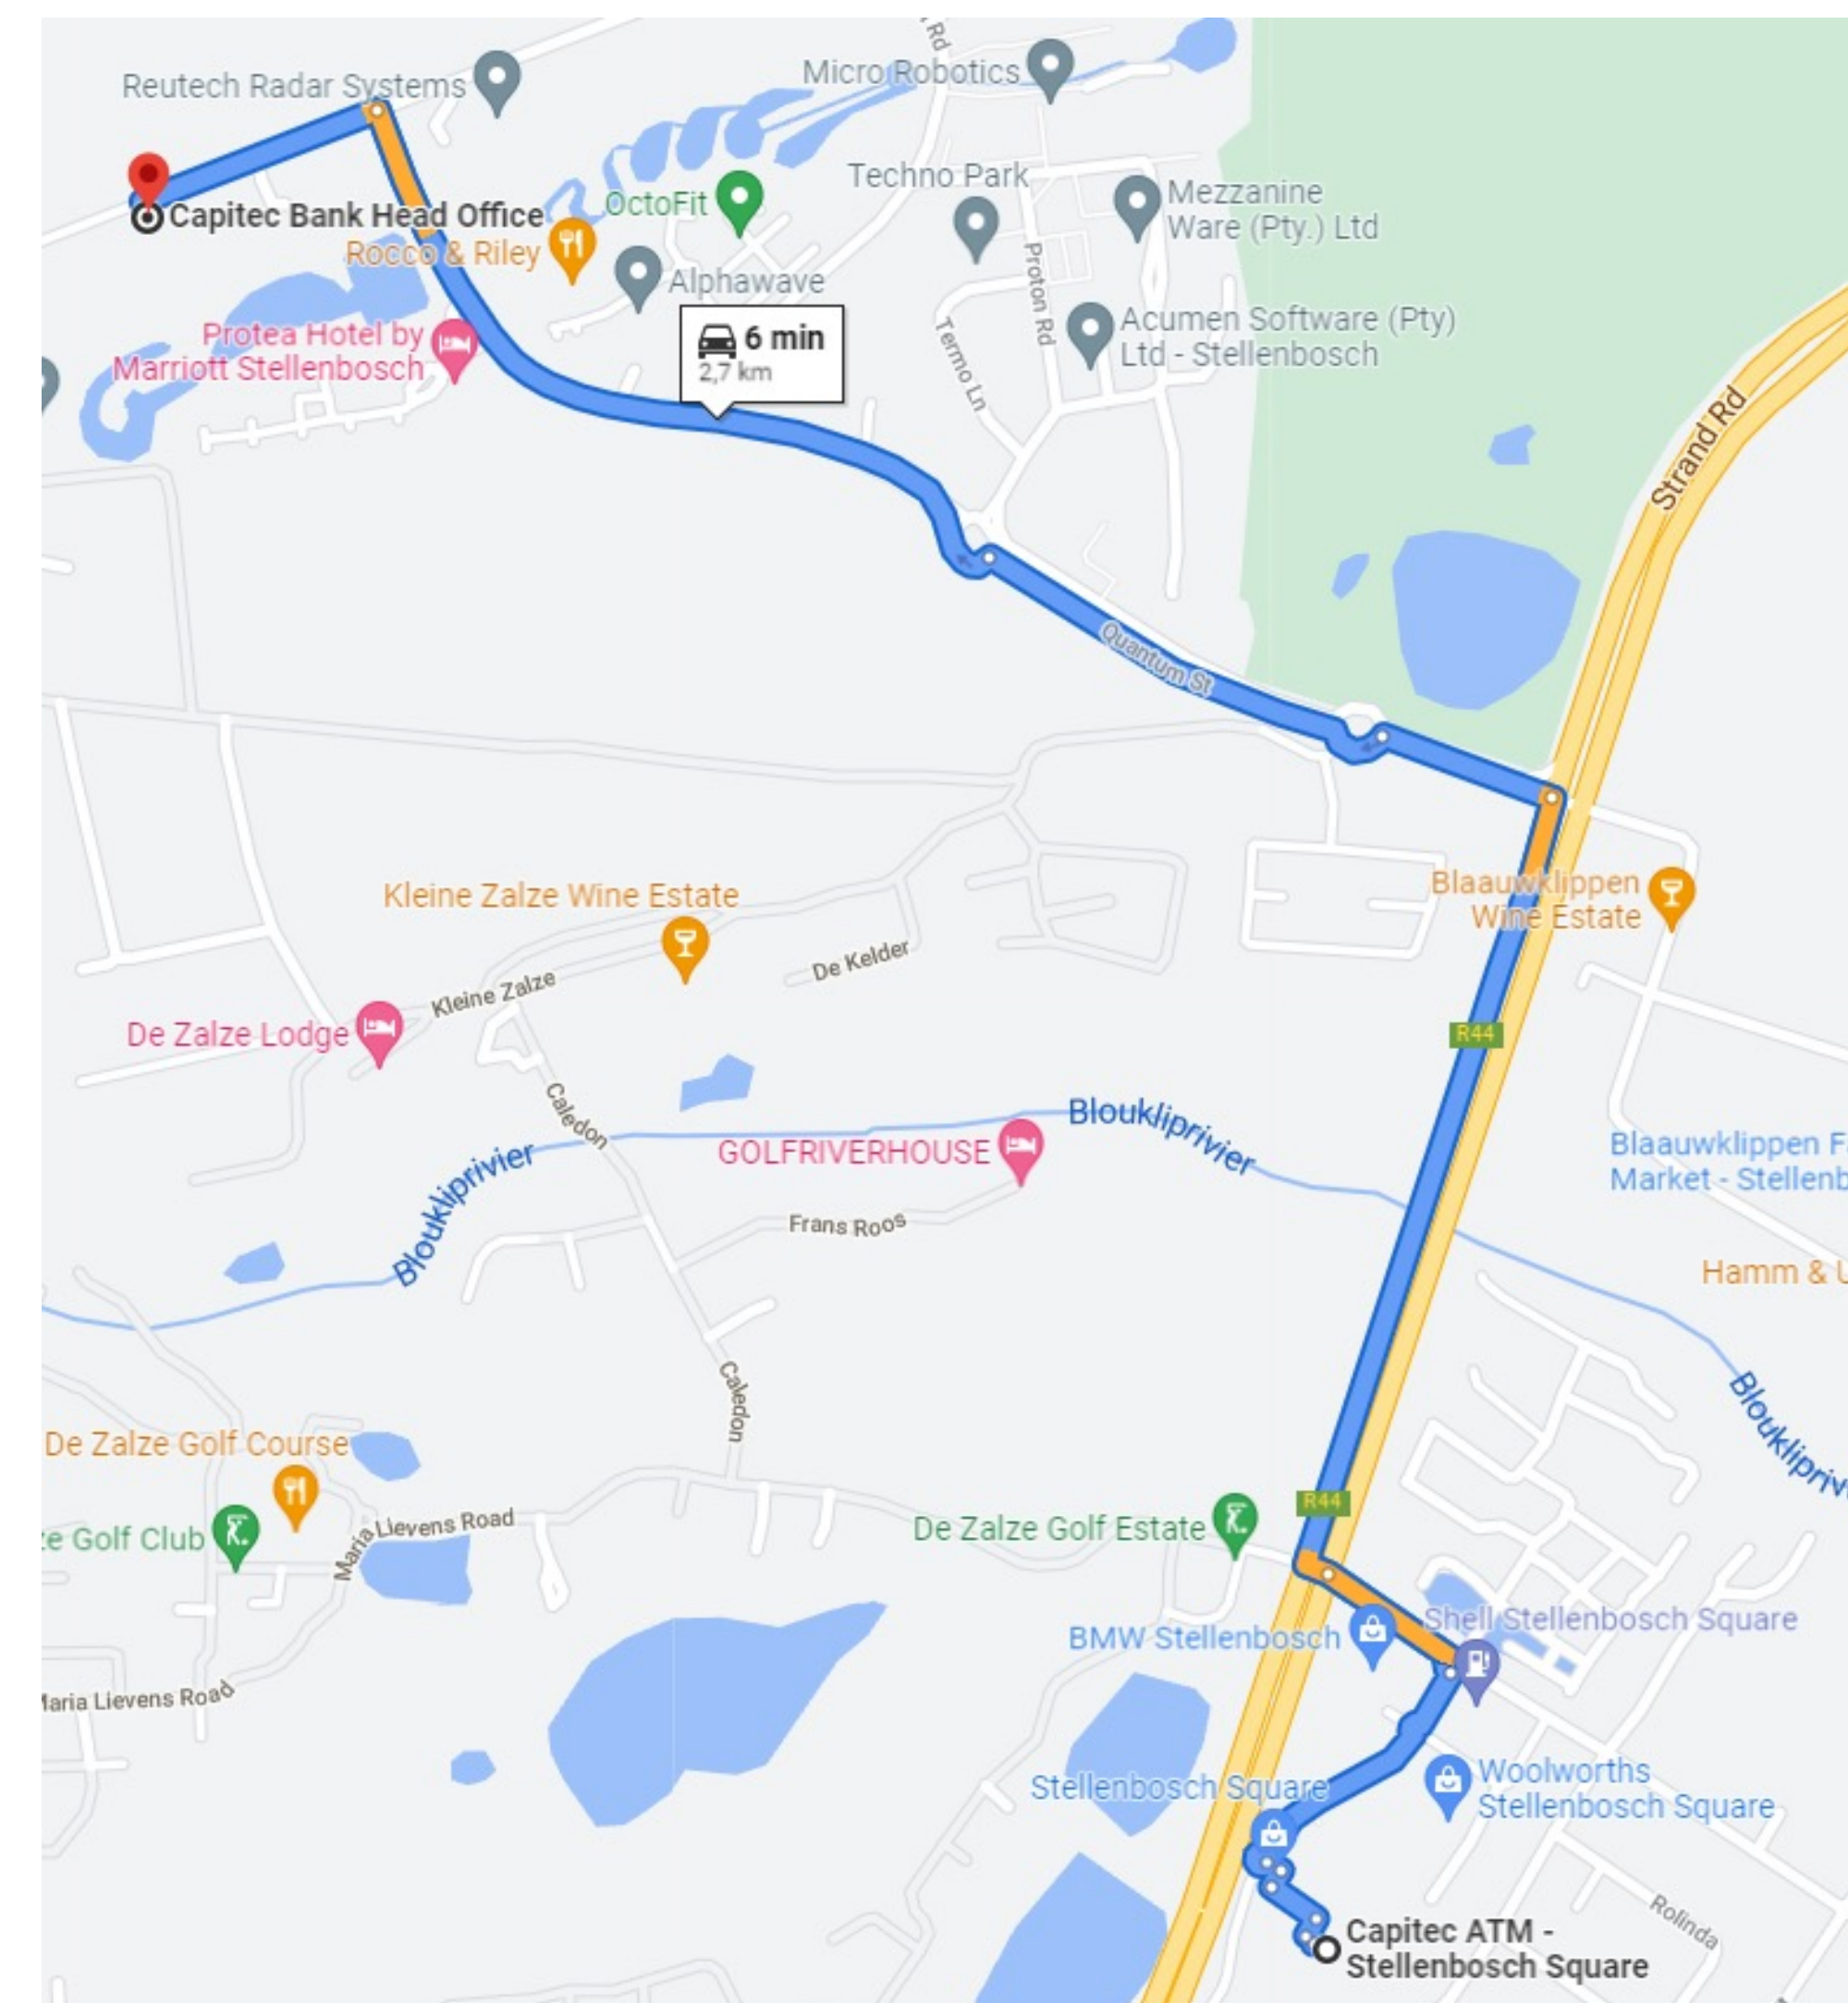 Rd
Reutech Radar Systems
Micro Robotics
Techno Park
Mezzanine
Ware (Pty.) Ltd
OctoFit
Capitec Bank Head Office
Rocco & Riley
Alphawave
Proton Rd
Termo Ln
Acumen Software (Pty)
Ltd - Stellenbosch
6 min
2,7 km
Protea Hotel by
Marriott Stellenbosch
Strand Rd
Quantum St
Blaauwklippen
Wine Estate
Kleine Zalze Wine Estate
De Kelder
Kleine Zalze
De Zalze Lodge
R44
Caledon
Bloukliprivier
Bloukliprivier
GOLFRIVERHOUSE
Blaauwklippen F
Market - Stellenb
Frans Roos
Hamm & U
Caledon
Bloukliprivi
De Zalze Golf Course
R44
Maria Lievens Road
ze Golf Club
De Zalze Golf Estate
BMW Stellenbosch
Shell Stellenbosch Square
Maria Lievens Road
Stellenbosch Square
Woolworths
Stellenbosch Square
Rolinda
Capitec ATM -
Stellenbosch Square